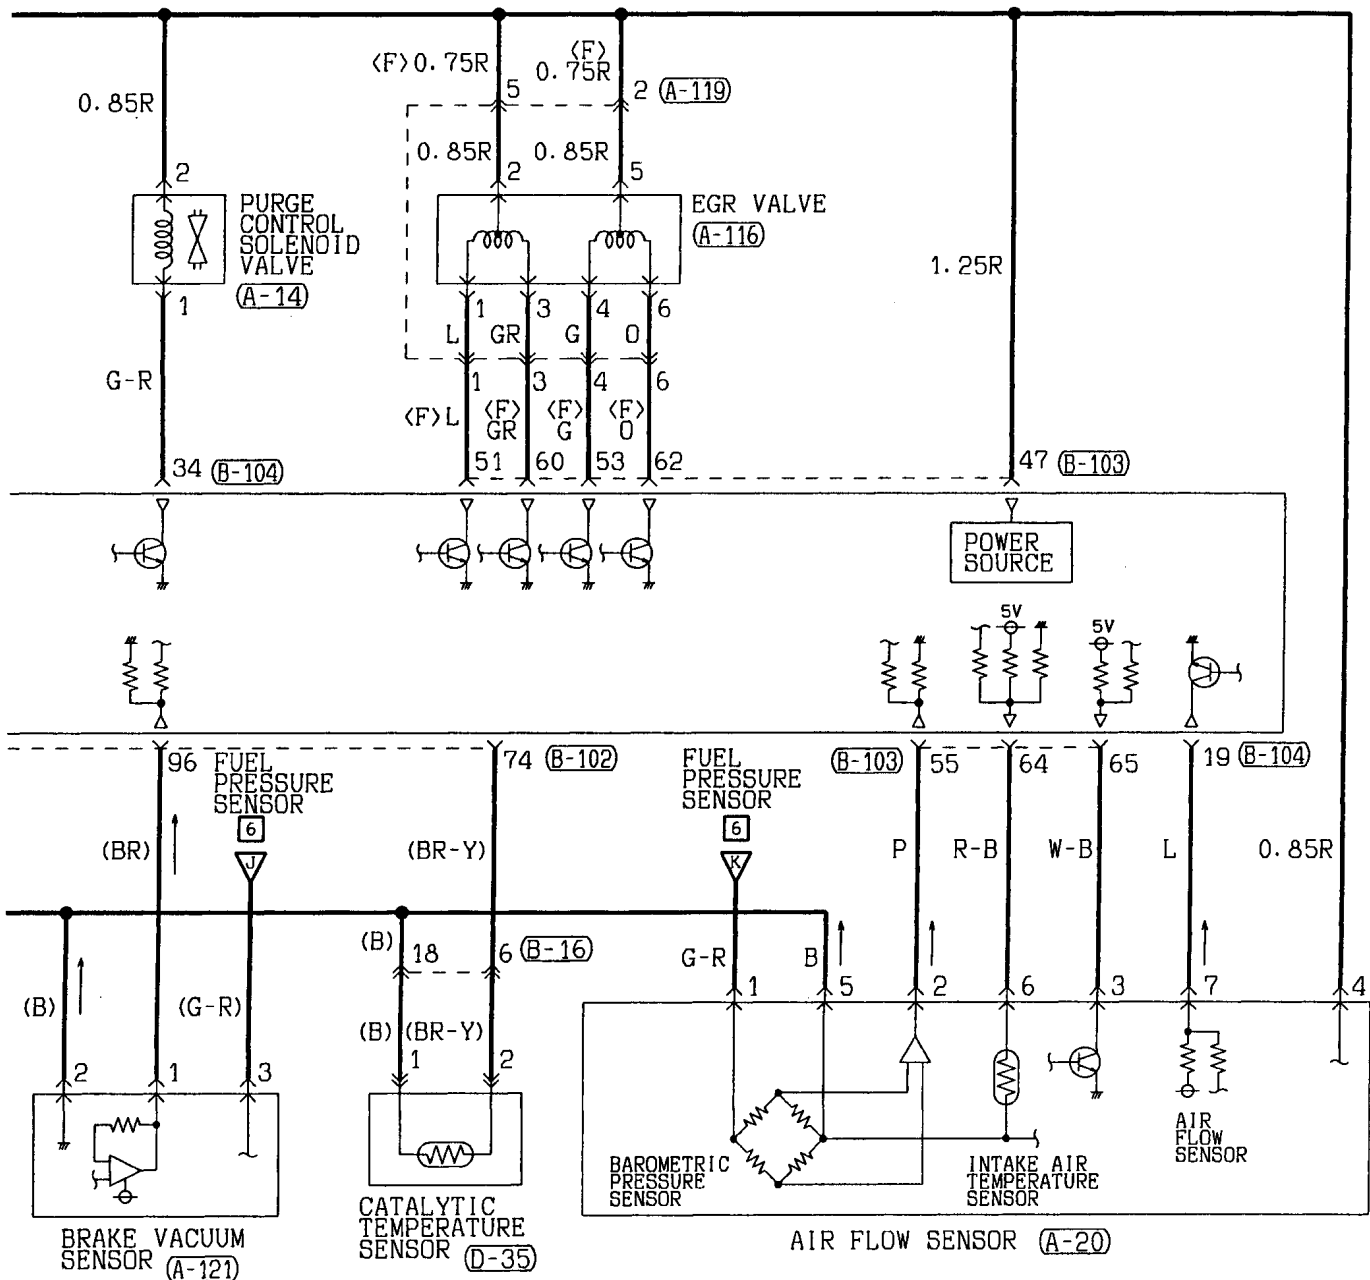 ⟨F⟩0.75R
⟨F⟩
0.75R
0.85R
5
2 (A-119)
0.85R
0.85R
2
2
5
PURGE
CONTROL
SOLENOID
VALVE
(A-14)
EGR VALVE
(A-116)
1.25R
1
1
3
4
6
L
GR
G
O
G-R
1
3
4
6
⟨F⟩L
⟨F⟩
GR
⟨F⟩
G
⟨F⟩
O
34 (B-104)
51
60
53
62
47 (B-103)
POWER
SOURCE
5V
5V
96
FUEL
PRESSURE
SENSOR
6
J
74 (B-102)
FUEL
PRESSURE
SENSOR
6
K
(B-103)
55
64
65
19 (B-104)
(BR)
(BR-Y)
P
R-B
W-B
L
0.85R
(B)
18
6 (B-16)
G-R
B
(B)
(G-R)
1
5
2
6
3
7
4
(B)
(BR-Y)
2
1
3
1
2
BAROMETRIC
PRESSURE
SENSOR
INTAKE AIR
TEMPERATURE
SENSOR
AIR
FLOW
SENSOR
BRAKE VACUUM
SENSOR (A-121)
CATALYTIC
TEMPERATURE
SENSOR (D-35)
AIR FLOW SENSOR (A-20)